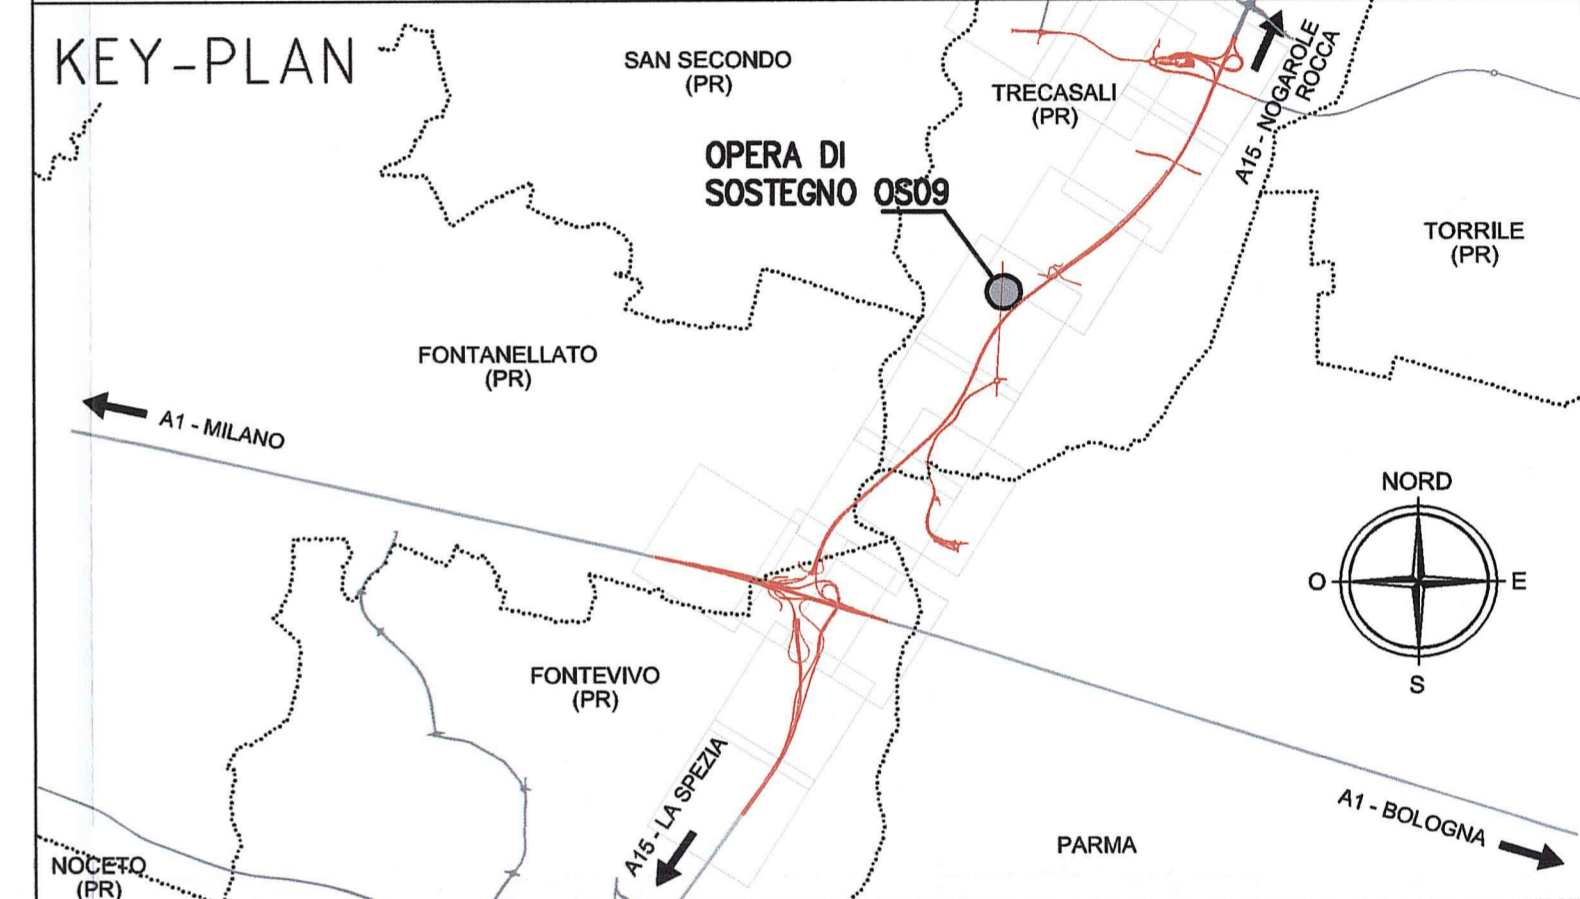 KEY-PLAN
SAN SECONDO
(PR)
TRECASALI
(PR)
A15 - NOGAROLE
ROCCA
OPERA DI
SOSTEGNO OS09
TORRILE
(PR)
FONTANELLATO
(PR)
A1 - MILANO
NORD
O
E
S
FONTEVIVO
(PR)
A15 - LA SPEZIA
A1 - BOLOGNA
PARMA
NOCETO
(PR)